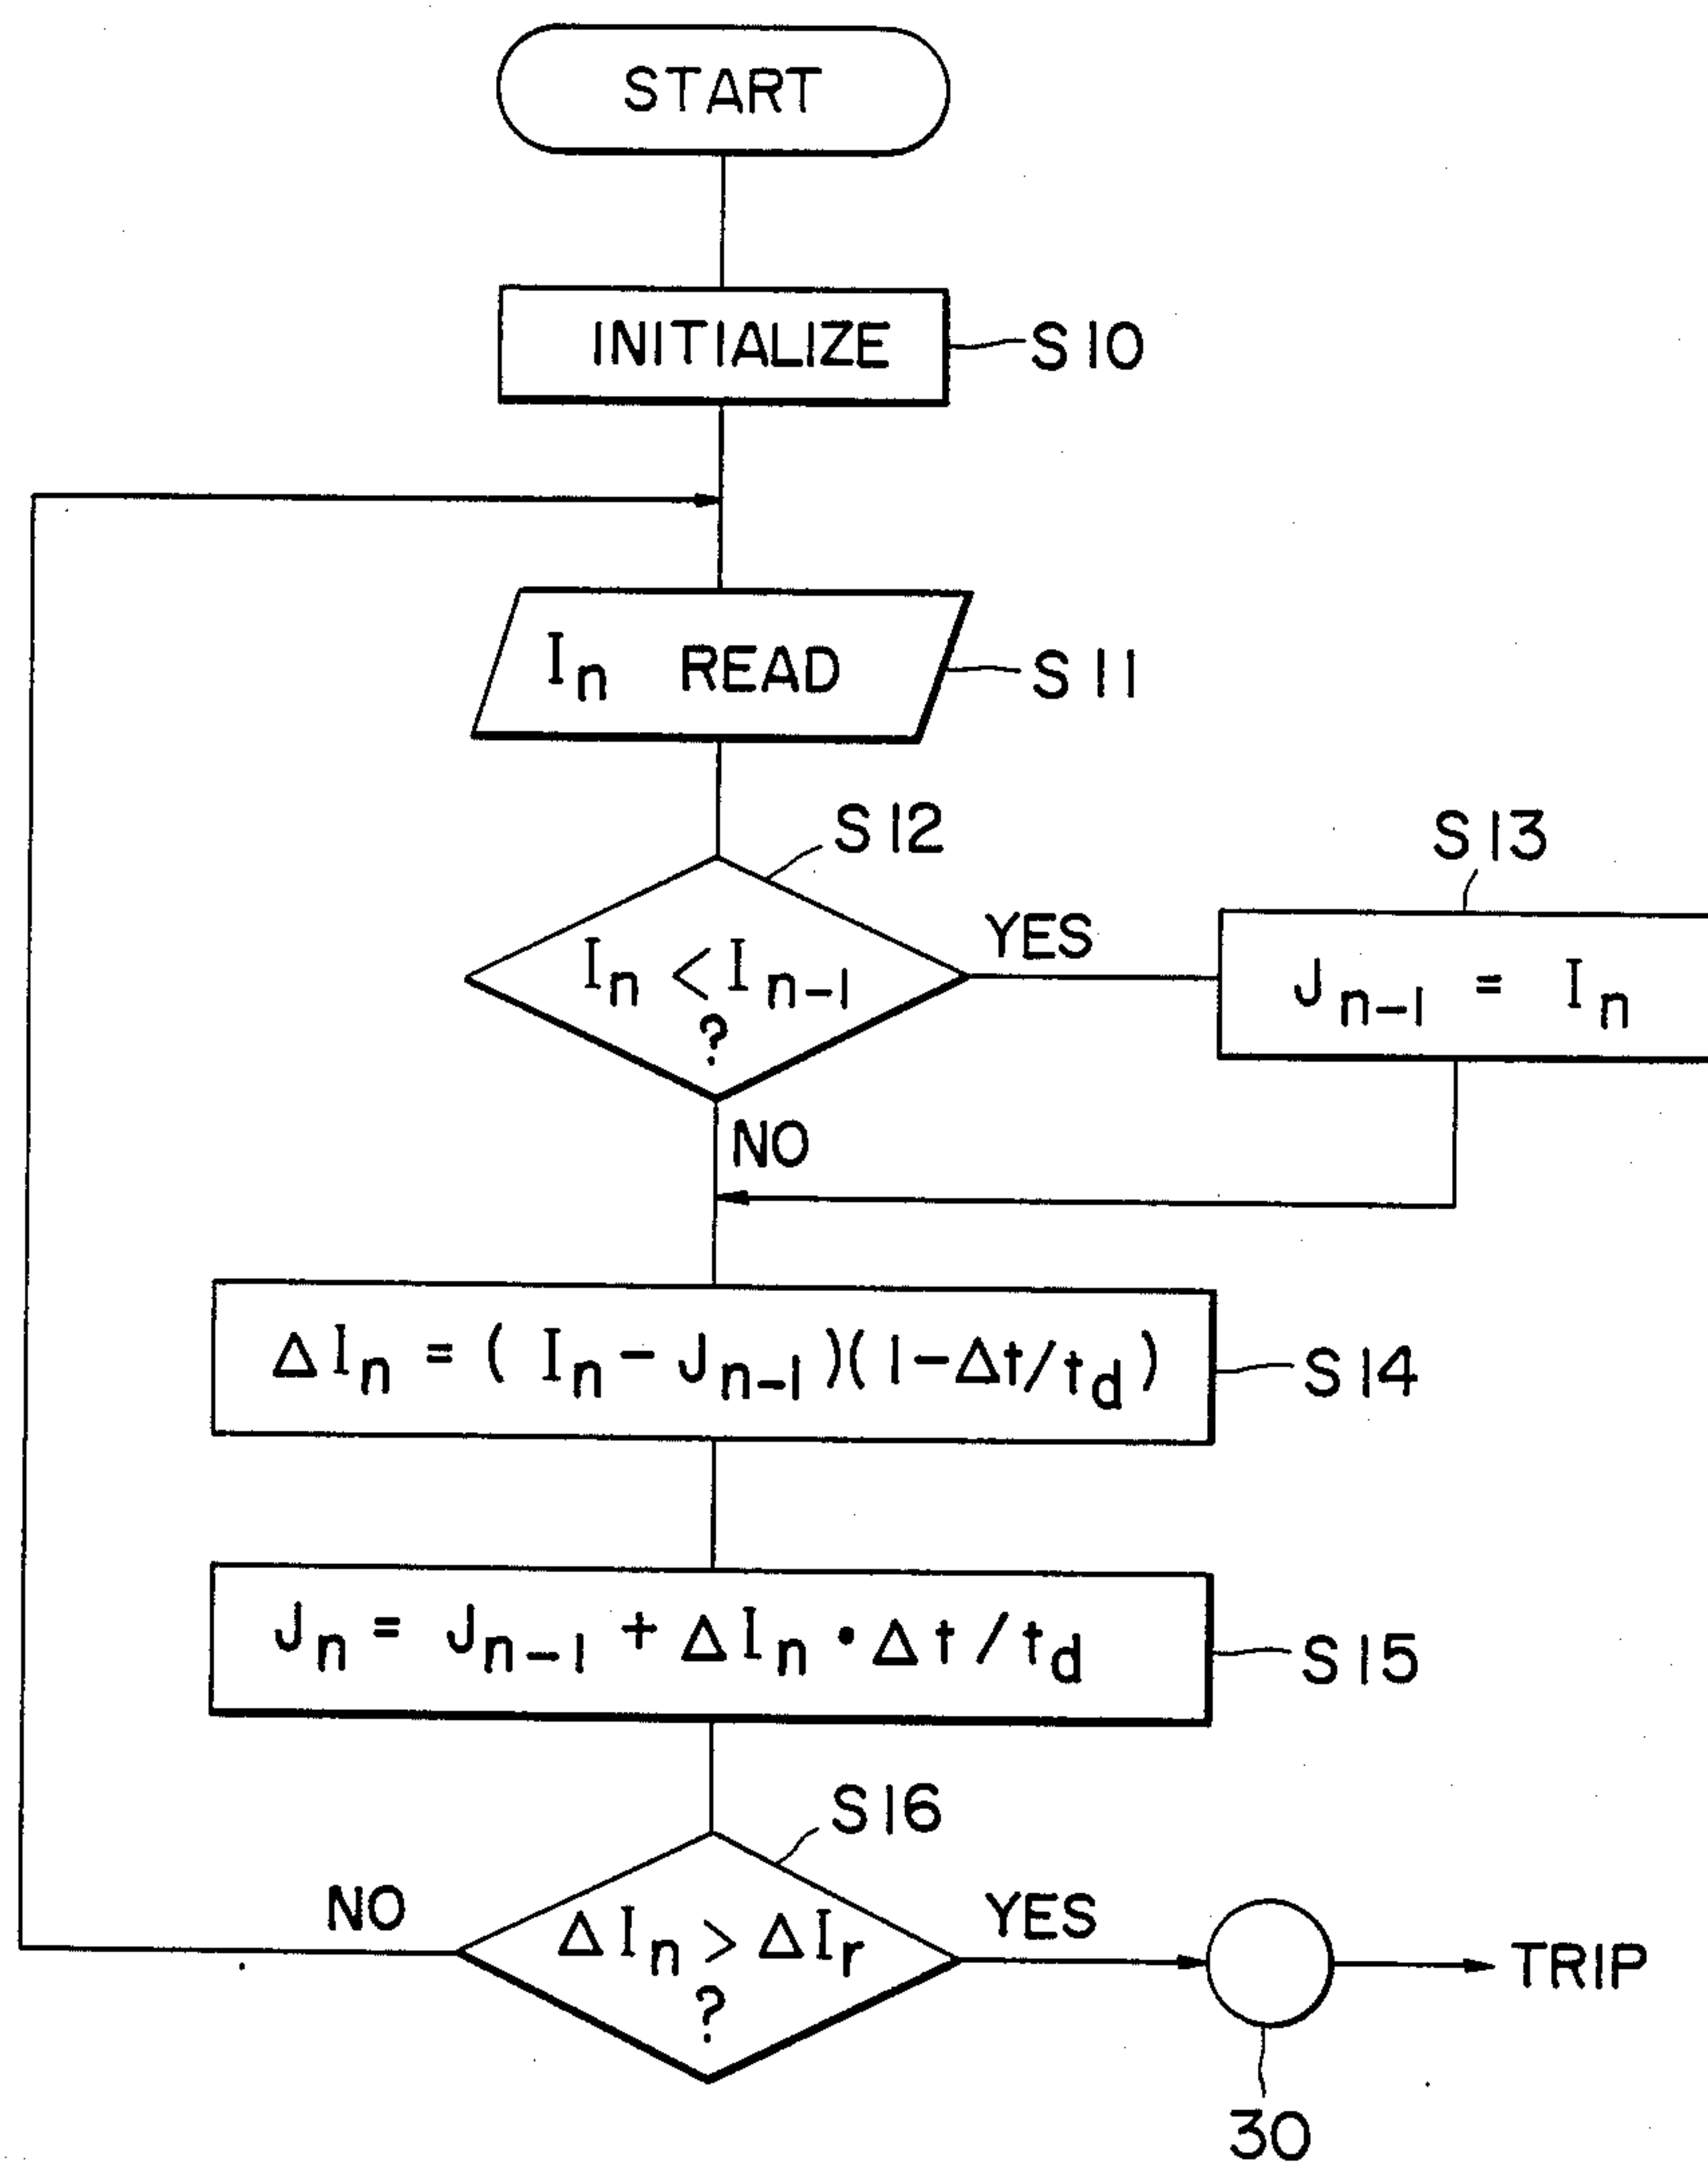 START
INITIALIZE
S10
In READ
S11
S12
In < In-1
?
YES
S13
Jn-1 = In
NO
ΔIn = ( In - Jn-1 )( 1 - Δt/td )
S14
Jn = Jn-1 + ΔIn • Δt / td
S15
S16
NO
ΔIn > ΔIr
?
YES
TRIP
30